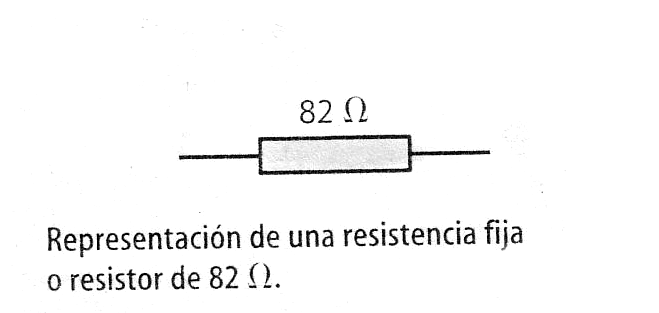 82 Ω
Representación de una resistencia fija
o resistor de 82 Ω.